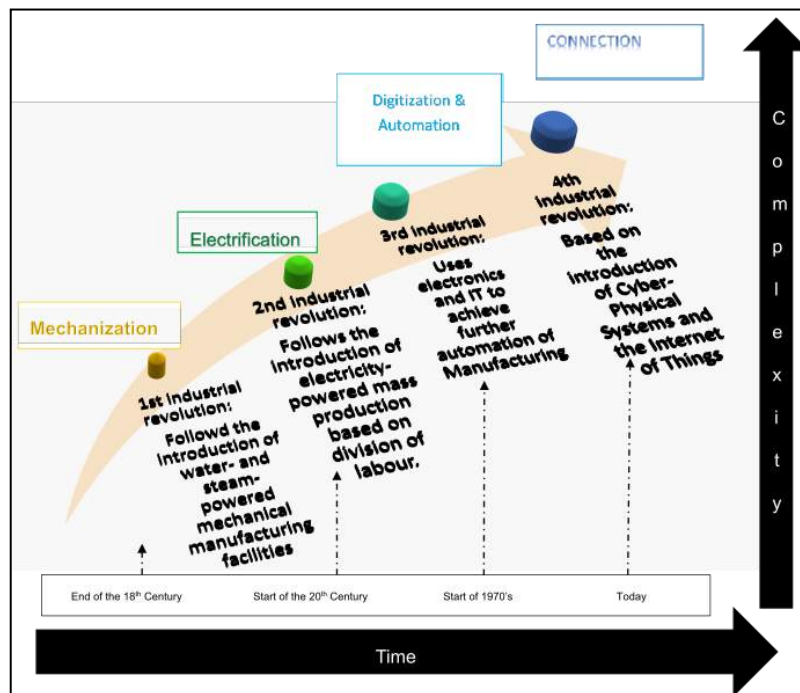 CONNECTION
Digitization &
Automation
Electrification
Mechanization
1st industrial
revolution:
Followd the
introduction of
water- and
steam-
powered
mechanical
manufacturing
facilities
2nd industrial
revolution:
Follows the
introduction of
electricity-
powered mass
production
based on
division of
labour.
3rd industrial
revolution:
Uses
electronics
and IT to
achieve
further
automation of
Manufacturing
4th
industrial
revolution:
Based on
the
introduction
of Cyber-
Physical
Systems and
the Internet
of Things
End of the 18th Century
Start of the 20th Century
Start of 1970's
Today
Time
Complexity